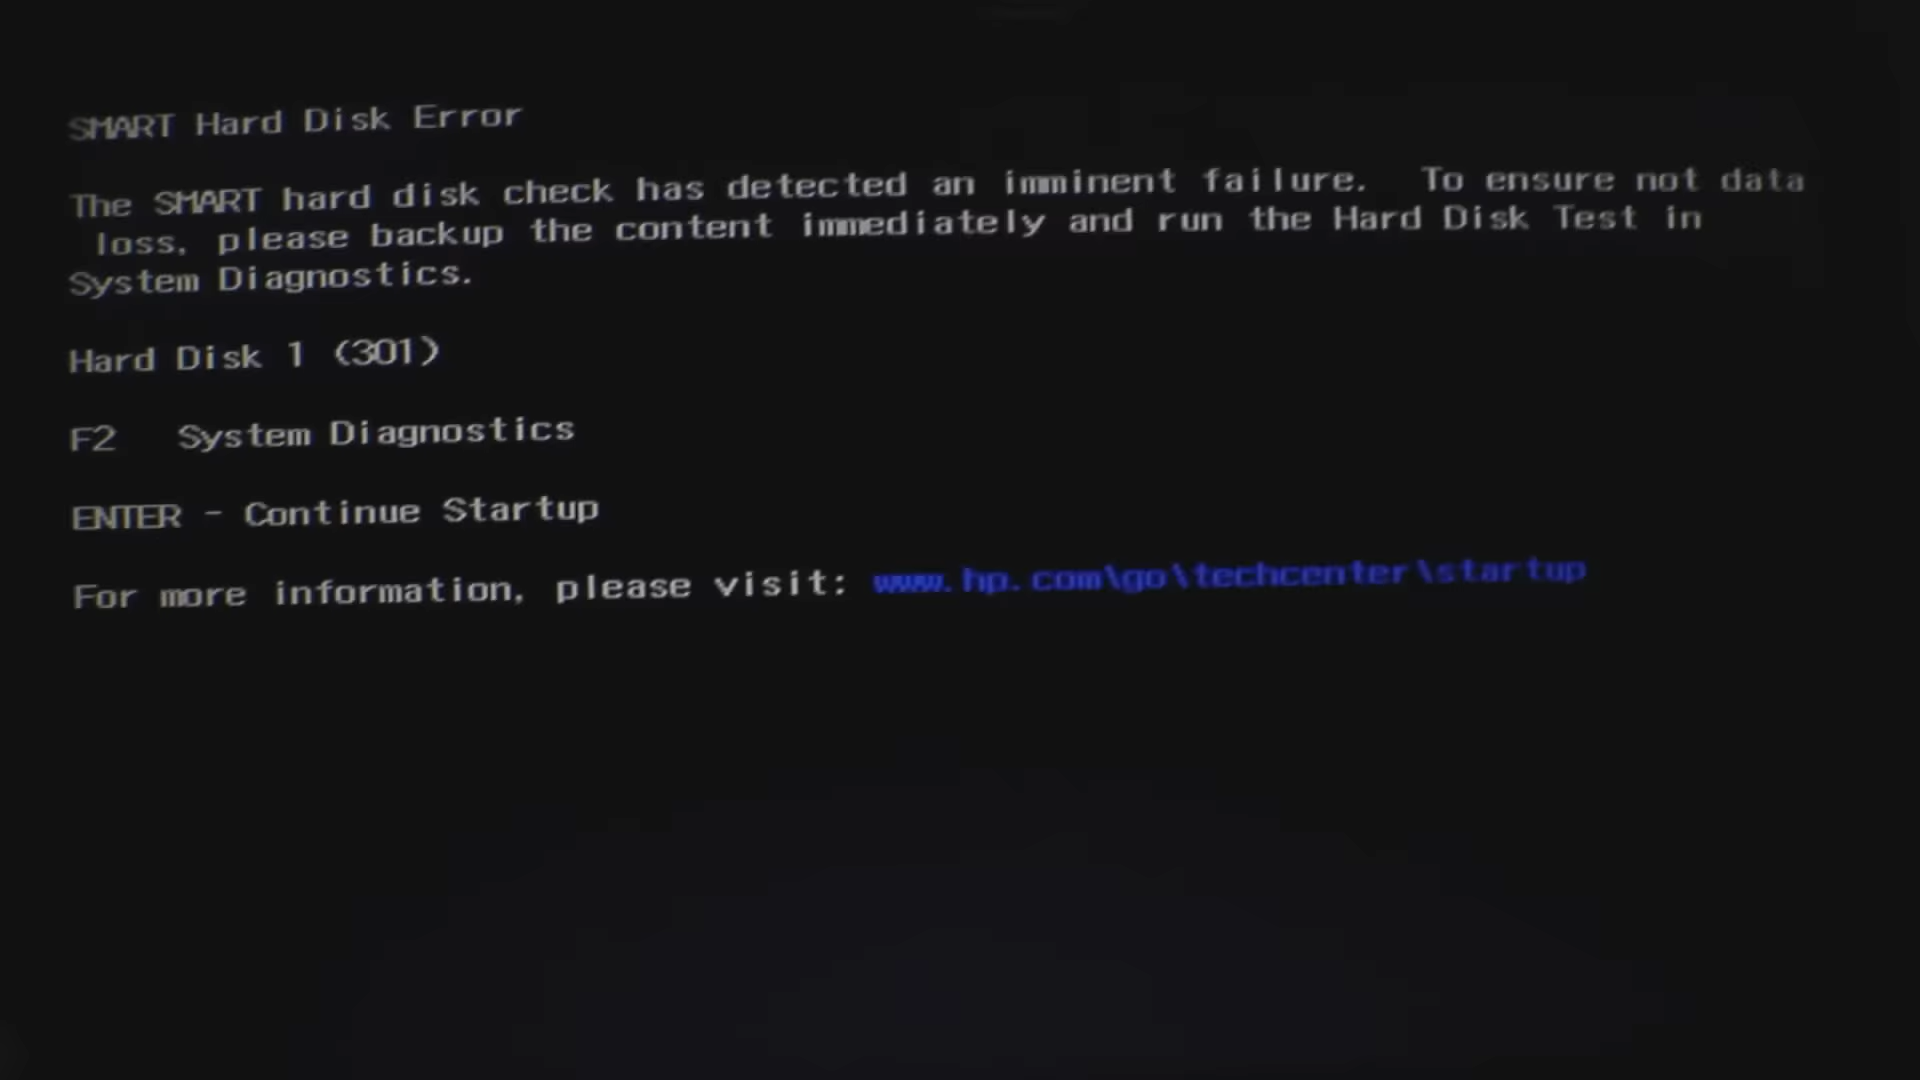 SMART Hard Disk Error
The SMART hard disk check has detected an imminent failure. To ensure not data
loss, please backup the content immediately and run the Hard Disk Test in
System Diagnostics.
Hard Disk 1 (301)
F2 System Diagnostics
ENTER - Continue Startup
For more information, please visit: www.hp.com\go\techcenter\startup